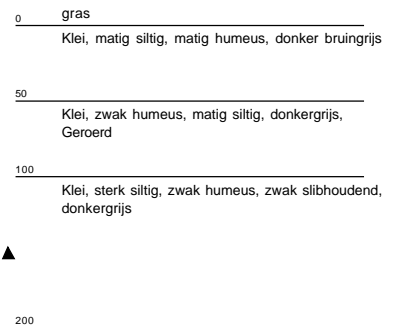 gras
0
Klei, matig siltig, matig humeus, donker bruingrijs
50
Klei, zwak humeus, matig siltig, donkergrijs,
Geroerd
100
Klei, sterk siltig, zwak humeus, zwak slibhoudend,
donkergrijs
200